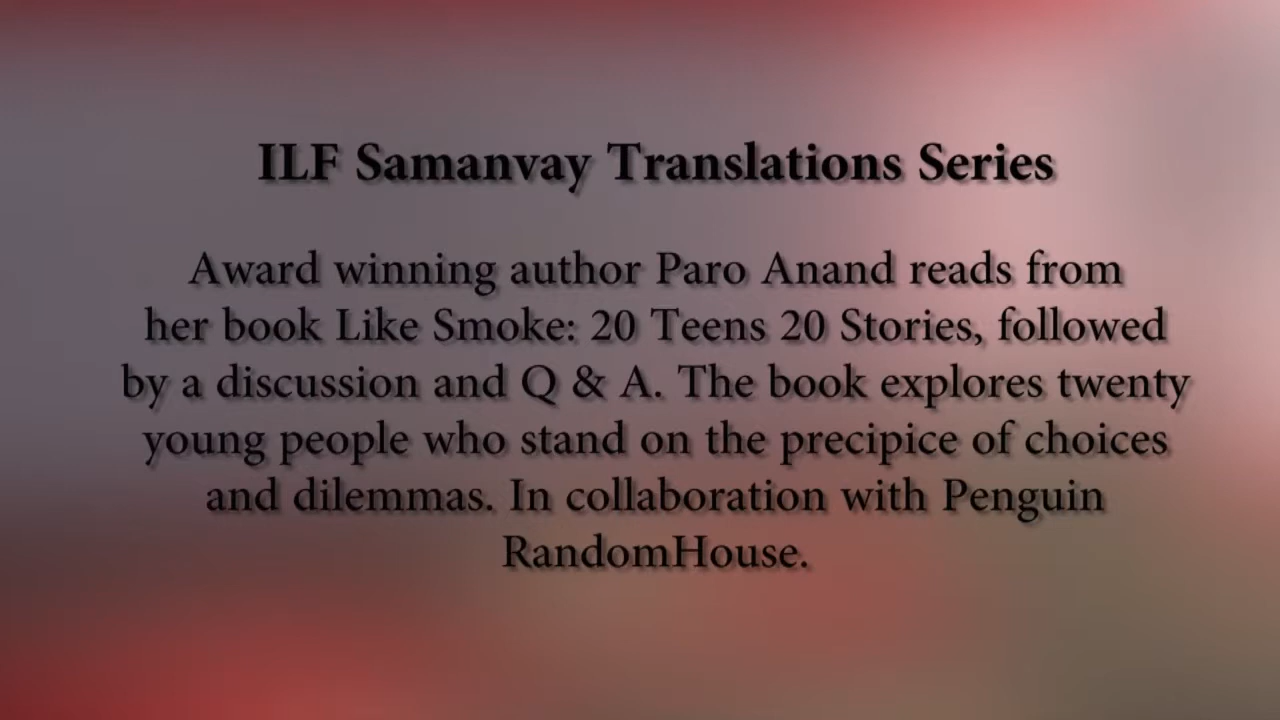 ILF Samanvay Translations Series
Award winning author Paro Anand reads from
her book Like Smoke: 20 Teens 20 Stories, followed
by a discussion and Q & A. The book explores twenty
young people who stand on the precipice of choices
and dilemmas. In collaboration with Penguin
RandomHouse.